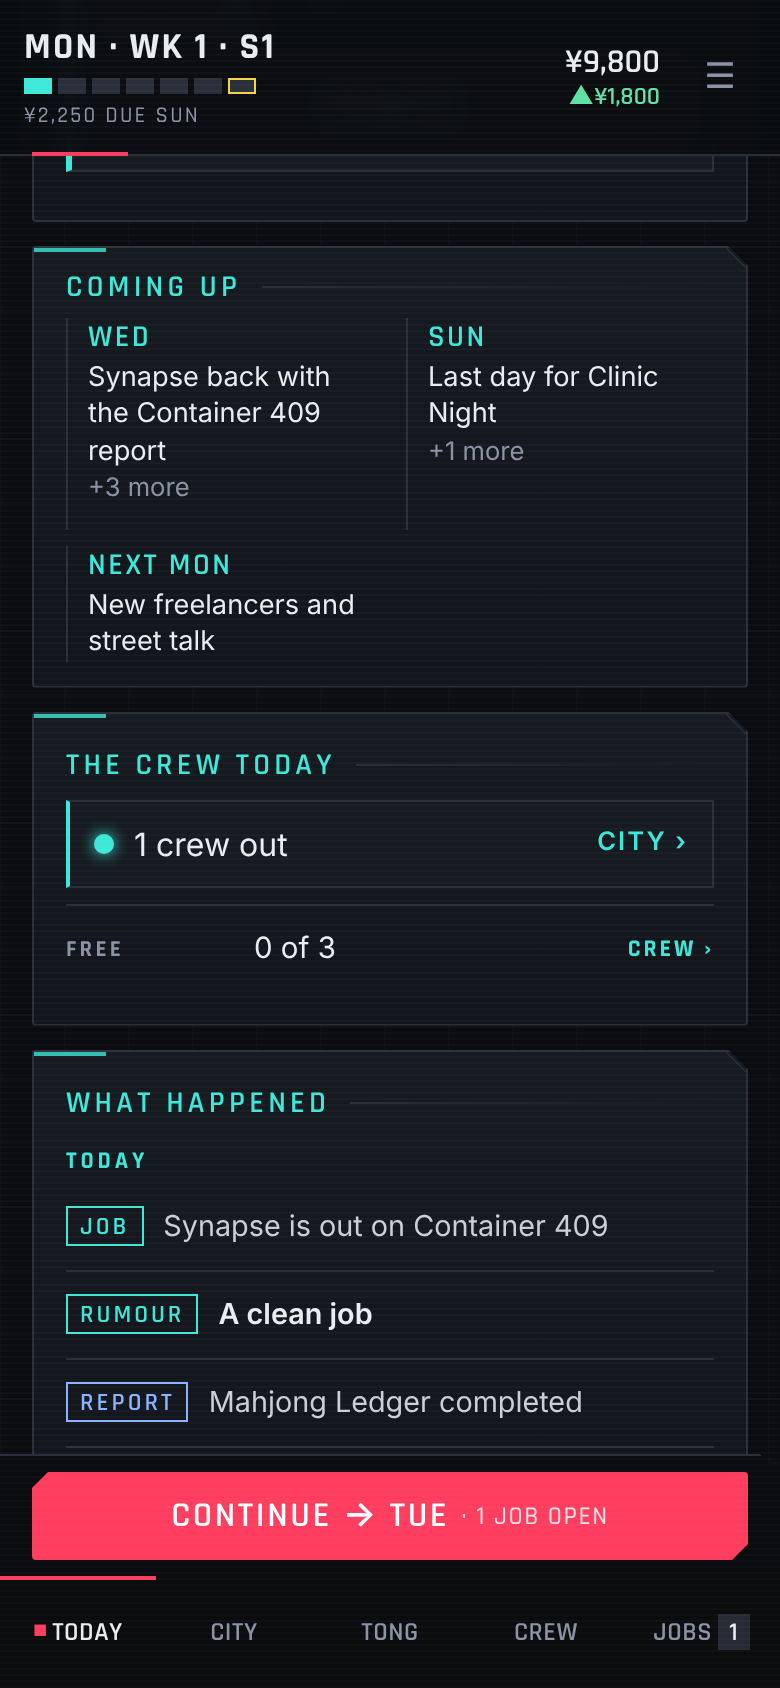 MON · WK 1 · S1
¥2,250 DUE SUN
¥9,800
▲¥1,800
COMING UP
WED
Synapse back with
the Container 409
report
+3 more
SUN
Last day for Clinic
Night
+1 more
NEXT MON
New freelancers and
street talk
THE CREW TODAY
1 crew out
CITY ›
FREE
0 of 3
CREW ›
WHAT HAPPENED
TODAY
JOB Synapse is out on Container 409
RUMOUR A clean job
REPORT Mahjong Ledger completed
CONTINUE → TUE · 1 JOB OPEN
TODAY
CITY
TONG
CREW
JOBS 1